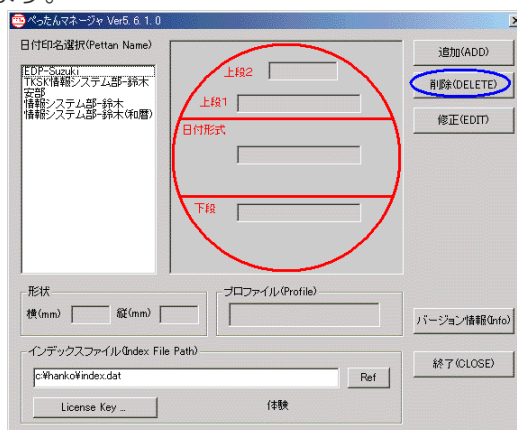 ます。
ぺったんマネージャ Ver5. 6. 1. 0
日付印名選択(Pettan Name)
EDP-Suzuki
TKSK情報システム部-鈴木
安部
情報システム部-鈴木
情報システム部-鈴木(和暦)
上段2
上段1
日付形式
下段
追加(ADD)
削除(DELETE)
修正(EDIT)
形状
横(mm)
縦(mm)
プロファイル(Profile)
バージョン情報(Info)
インデックスファイル(Index File Path)
c:¥hanko¥index.dat
Ref
終了(CLOSE)
License Key ...
体験